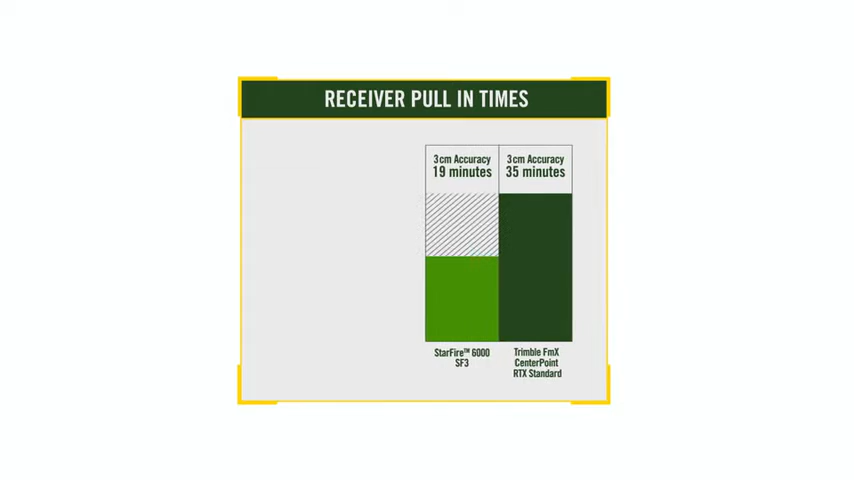 RECEIVER PULL IN TIMES
3cm Accuracy
19 minutes
3cm Accuracy
35 minutes
StarFire™ 6000
SF3
Trimble FmX
CenterPoint
RTX Standard